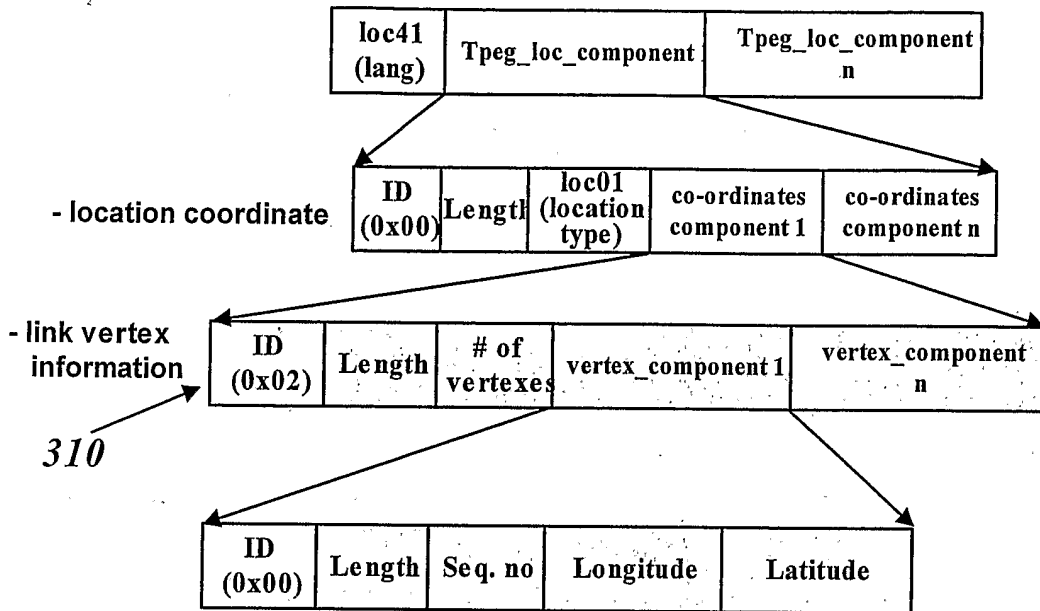 loc41
(lang)
Tpeg_loc_component
Tpeg_loc_component
n
- location coordinate
ID
(0x00)
Length
loc01
(location
type)
co-ordinates
component 1
co-ordinates
component n
- link vertex
information
ID
(0x02)
Length
# of
vertexes
vertex_component 1
vertex_component
n
310
ID
(0x00)
Length
Seq. no
Longitude
Latitude